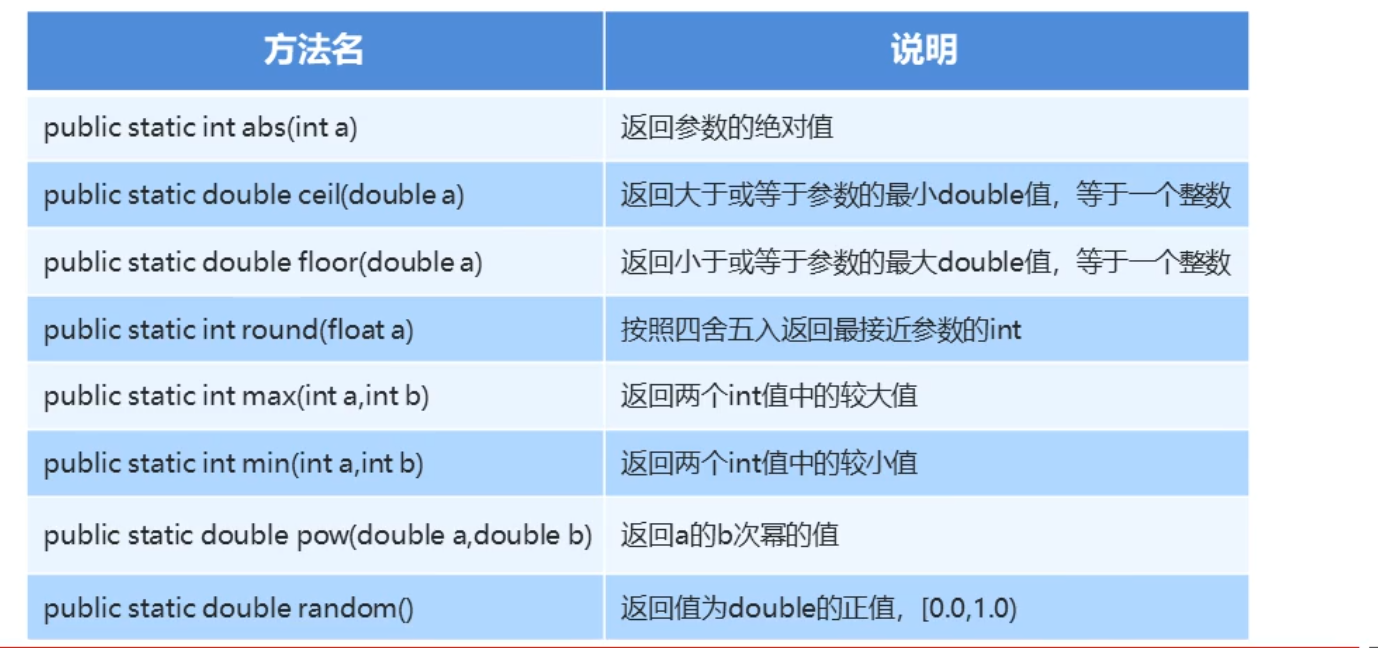 方法名 说明
public static int abs(int a) 返回参数的绝对值
public static double ceil(double a) 返回大于或等于参数的最小double值，等于一个整数
public static double floor(double a) 返回小于或等于参数的最大double值，等于一个整数
public static int round(float a) 按照四舍五入返回最接近参数的int
public static int max(int a,int b) 返回两个int值中的较大值
public static int min(int a,int b) 返回两个int值中的较小值
public static double pow(double a,double b) 返回a的b次幂的值
public static double random() 返回值为double的正值，[0.0,1.0)